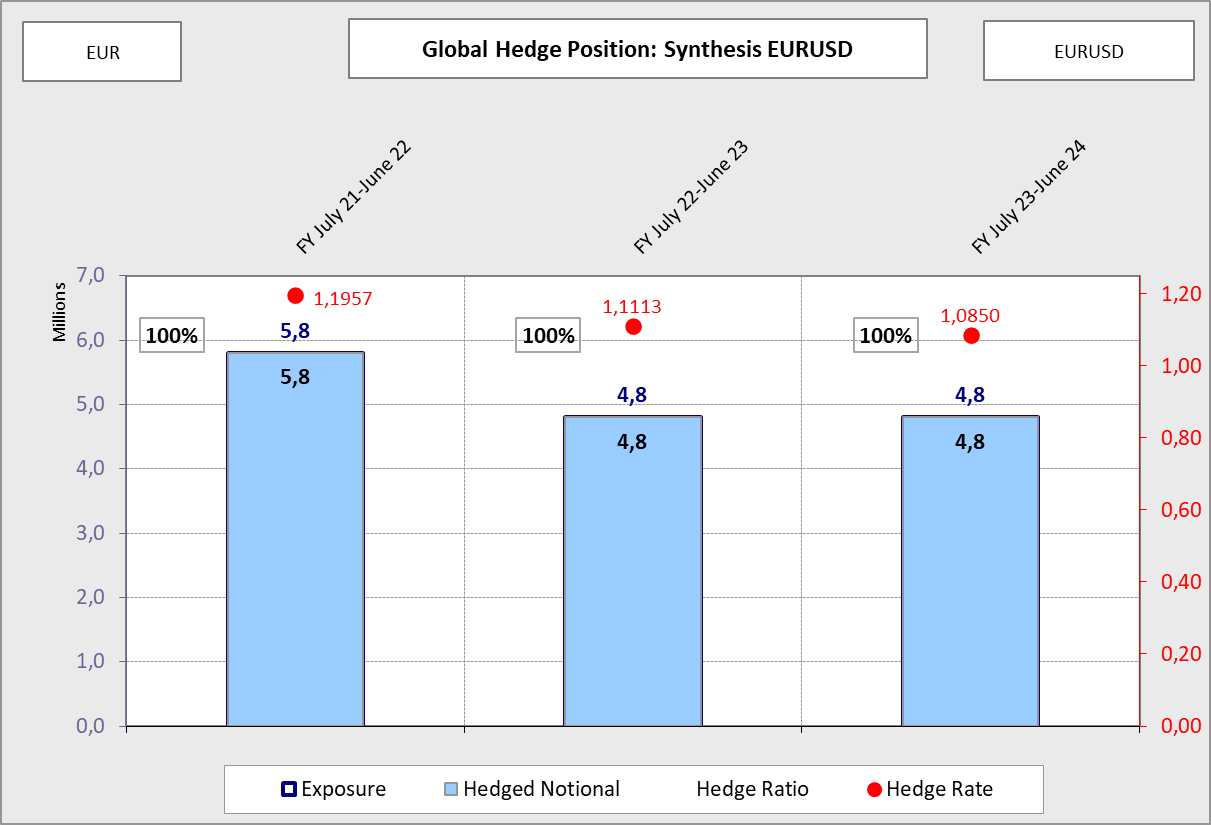 EUR
Global Hedge Position: Synthesis EURUSD
EURUSD
FY July 21-June 22
FY July 22-June 23
FY July 23-June 24
Millions
7,0
6,0
5,0
4,0
3,0
2,0
1,0
0,0
1,20
1,00
0,80
0,60
0,40
0,20
0,00
100%
1,1957
5,8
5,8
100%
1,1113
4,8
4,8
100%
1,0850
4,8
4,8
Exposure
Hedged Notional
Hedge Ratio
Hedge Rate